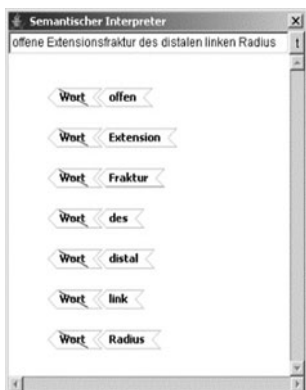 Semantischer Interpreter
offene Extensionsfraktur des distalen linken Radius t
Wort offen
Wort Extension
Wort Fraktur
Wort des
Wort distal
Wort link
Wort Radius